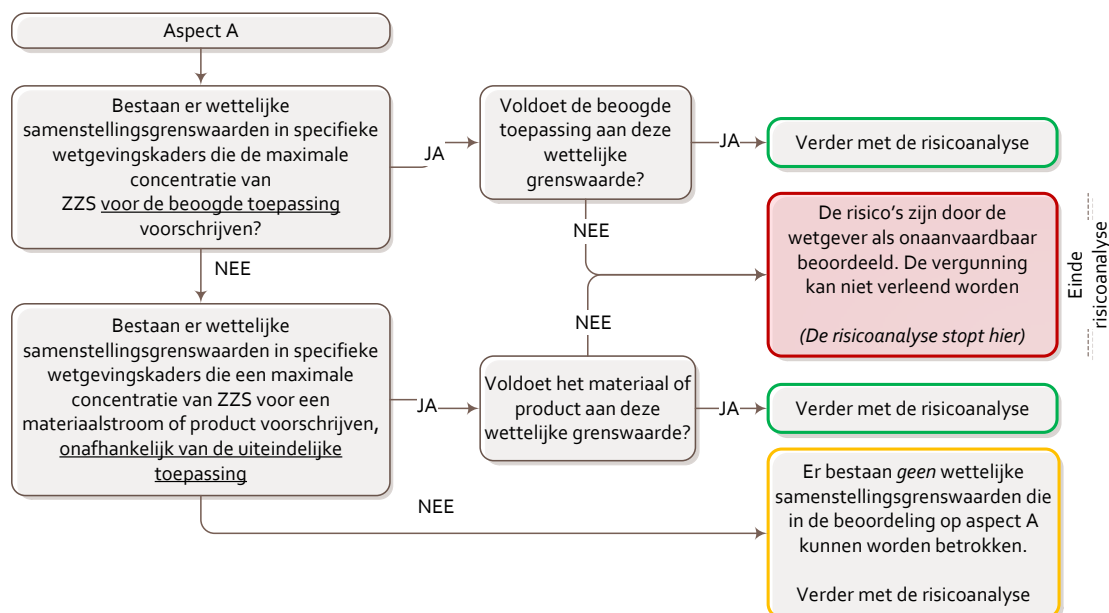 Aspect A
Bestaan er wettelijke
samenstellingsgrenswaarden in specifieke
wetgevingskaders die de maximale
concentratie van
ZZS voor de beoogde toepassing
voorschrijven?
JA
Voldoet de beoogde
toepassing aan deze
wettelijke
grenswaarde?
JA
Verder met de risicoanalyse
NEE
De risico's zijn door de
wetgever als onaanvaardbaar
beoordeeld. De vergunning
kan niet verleend worden
(De risicoanalyse stopt hier)
Einde
risicoanalyse
NEE
Bestaan er wettelijke
samenstellingsgrenswaarden in specifieke
wetgevingskaders die een maximale
concentratie van ZZS voor een
materiaalstroom of product voorschrijven,
onafhankelijk van de uiteindelijke
toepassing
JA
NEE
Voldoet het materiaal of
product aan deze
wettelijke grenswaarde?
JA
Verder met de risicoanalyse
NEE
Er bestaan geen wettelijke
samenstellingsgrenswaarden die
in de beoordeling op aspect A
kunnen worden betrokken.
Verder met de risicoanalyse